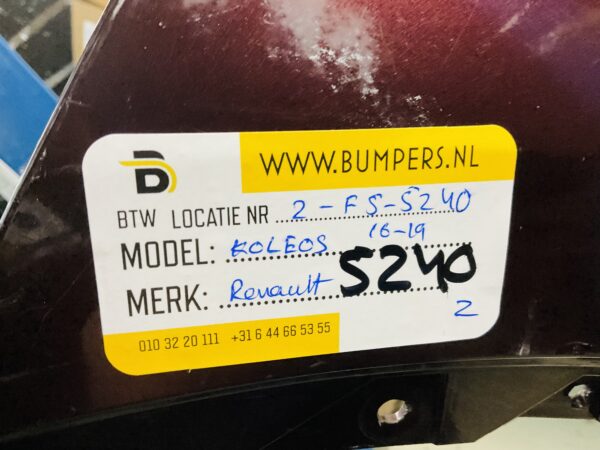 D
WWW.BUMPERS.NL
BTW LOCATIE NR 2-FS-5240
MODEL: KOLEOS 16-19
MERK: Renault 5240
2
010 32 20 111 +31 6 44 66 53 55